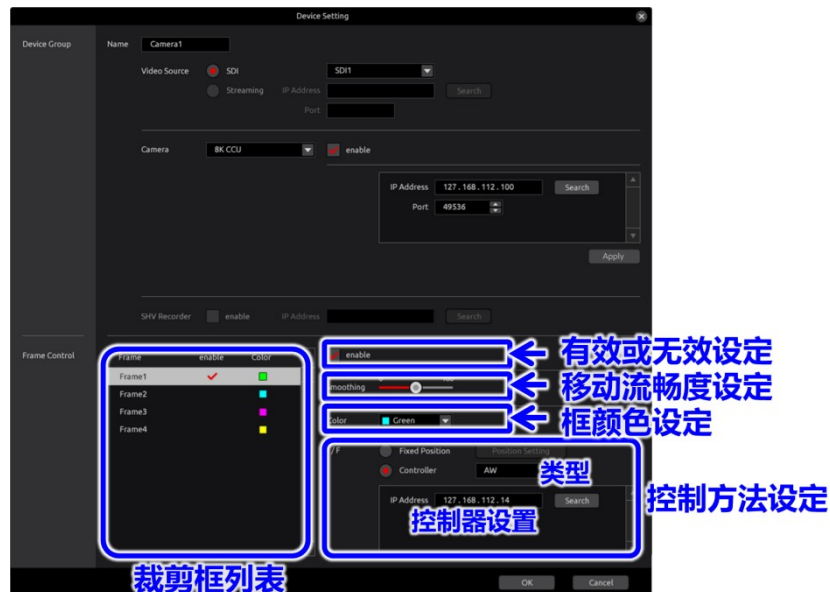 Device Setting
Device Group
Name Camera1
Video Source SDI SDI1
Streaming IP Address Search
Port
Camera 8K CCU enable
IP Address 127 . 168 . 112 . 100 Search
Port 49536
Apply
SHV Recorder enable IP Address Search
Frame Control
Frame enable Color
enable
有效或无效设定
Frame1
Smoothing 0 100
移动流畅度设定
Frame2
Frame3
Color Green
框颜色设定
Frame4
I/F Fixed Position Position Setting
Controller AW
类型
IP Address 127 . 168 . 112 . 14 Search
控制方法设定
控制器设置
裁剪框列表
OK Cancel